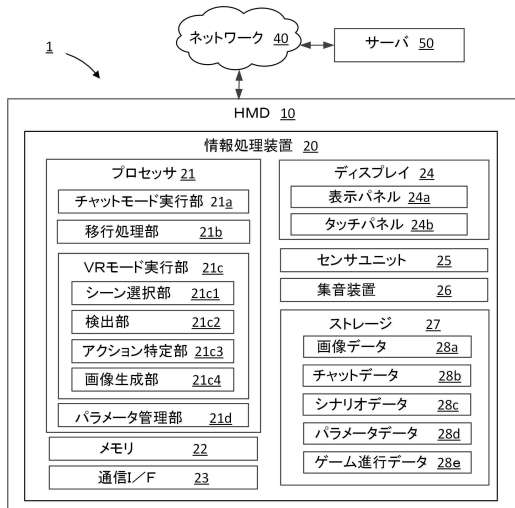 ネットワーク 40
サーバ 50
1
HMD 10
情報処理装置 20
プロセッサ 21
チャットモード実行部 21a
移行処理部 21b
VRモード実行部 21c
シーン選択部 21c1
検出部 21c2
アクション特定部 21c3
画像生成部 21c4
パラメータ管理部 21d
メモリ 22
通信I/F 23
ディスプレイ 24
表示パネル 24a
タッチパネル 24b
センサユニット 25
集音装置 26
ストレージ 27
画像データ 28a
チャットデータ 28b
シナリオデータ 28c
パラメータデータ 28d
ゲーム進行データ 28e